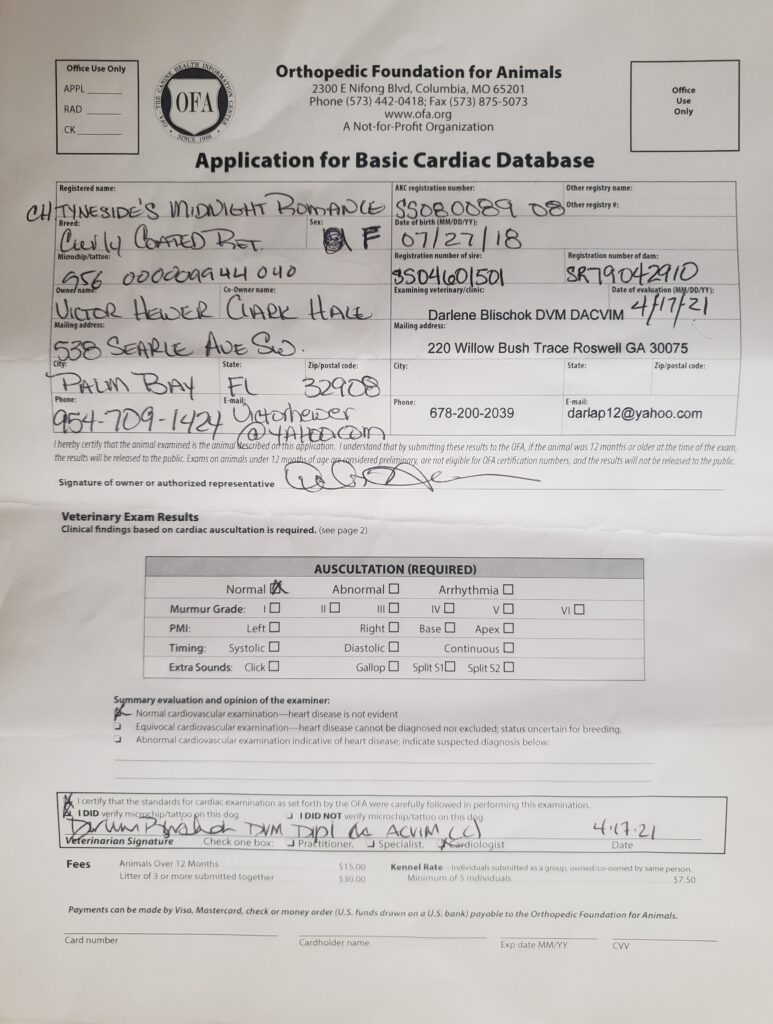 Office Use Only
APPL
RAD
CK
THE CANINE HEALTH INFORMATION CENTER
OFA
SINCE 1966
Orthopedic Foundation for Animals
2300 E Nifong Blvd, Columbia, MO 65201
Phone (573) 442-0418; Fax (573) 875-5073
www.ofa.org
A Not-for-Profit Organization
Office
Use
Only
Application for Basic Cardiac Database
Registered name:
CH TYNESIDE'S MIDNIGHT ROMANCE
AKC registration number:
SS080089 08
Other registry name:
Other registry #:
Breed:
Curly Coated Ret.
Sex:
F
Date of birth (MM/DD/YY):
07/27/18
Microchip/tattoo:
956 000009944 040
Registration number of sire:
SS04601501
Registration number of dam:
SR79042910
Owner name:
Victor Hewer
Co-Owner name:
Clark Hale
Examining veterinary/clinic:
Darlene Blischok DVM DACVIM
Date of evaluation (MM/DD/YY):
4/17/21
Mailing address:
538 Searle Ave SW.
Mailing address:
220 Willow Bush Trace Roswell GA 30075
City:
Palm Bay
State:
FL
Zip/postal code:
32908
City:
State:
Zip/postal code:
Phone:
954-709-1424
E-mail:
Victorhewer
@YAHOO.COM
Phone:
678-200-2039
E-mail:
darlap12@yahoo.com
I hereby certify that the animal examined is the animal described on this application. I understand that by submitting these results to the OFA, if the animal was 12 months or older at the time of the exam,
the results will be released to the public. Exams on animals under 12 months of age are considered preliminary, are not eligible for OFA certification numbers, and the results will not be released to the public.
Signature of owner or authorized representative
Veterinary Exam Results
Clinical findings based on cardiac auscultation is required. (see page 2)
AUSCULTATION (REQUIRED)
Normal Abnormal Arrhythmia
Murmur Grade: I II III IV V VI
PMI: Left Right Base Apex
Timing: Systolic Diastolic Continuous
Extra Sounds: Click Gallop Split S1 Split S2
Summary evaluation and opinion of the examiner:
Normal cardiovascular examination—heart disease is not evident
Equivocal cardiovascular examination—heart disease cannot be diagnosed nor excluded; status uncertain for breeding.
Abnormal cardiovascular examination indicative of heart disease; indicate suspected diagnosis below:
I certify that the standards for cardiac examination as set forth by the OFA were carefully followed in performing this examination.
I DID verify microchip/tattoo on this dog I DID NOT verify microchip/tattoo on this dog
DVM Dipl ACVIM (C) 4.17.21
Veterinarian Signature Check one box: Practitioner, Specialist, Cardiologist Date
Fees
Animals Over 12 Months $15.00
Litter of 3 or more submitted together $30.00
Kennel Rate - Individuals submitted as a group, owned/co-owned by same person.
Minimum of 5 individuals $7.50
Payments can be made by Visa, Mastercard, check or money order (U.S. funds drawn on a U.S. bank) payable to the Orthopedic Foundation for Animals.
Card number Cardholder name Exp date MM/YY CVV